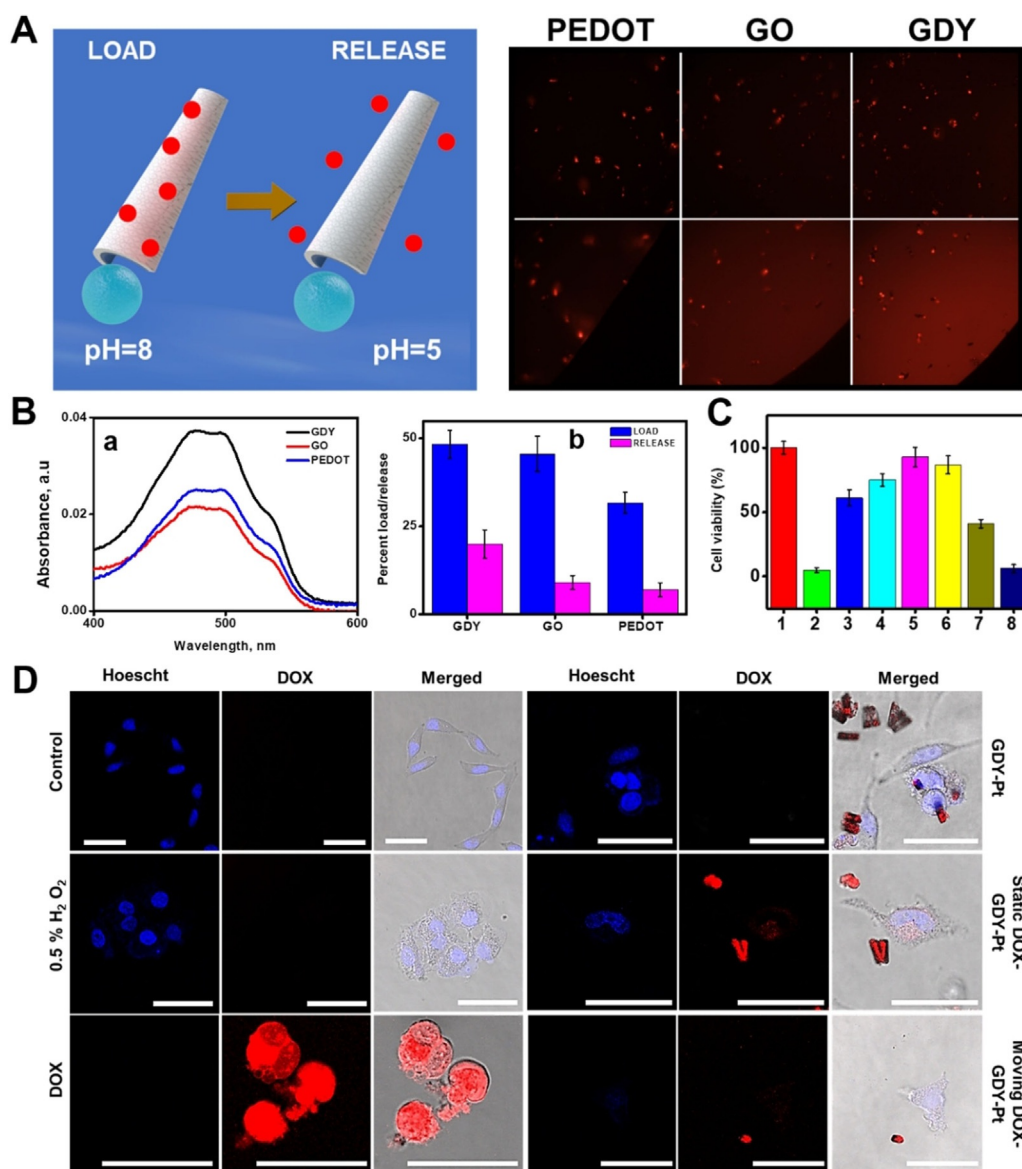 A
LOAD
RELEASE
pH=8
pH=5
PEDOT
GO
GDY
B
0.04
0.02
0.00
Absorbance, a.u
a
GDY
GO
PEDOT
400
500
600
Wavelength, nm
50
25
0
Percent load/release
b
LOAD
RELEASE
GDY
GO
PEDOT
C
100
50
0
Cell viability (%)
1 2 3 4 5 6 7 8
D
Hoescht
DOX
Merged
Hoescht
DOX
Merged
Control
GDY-Pt
0.5 % H₂ O₂
Static DOX-
GDY-Pt
DOX
Moving DOX-
GDY-Pt